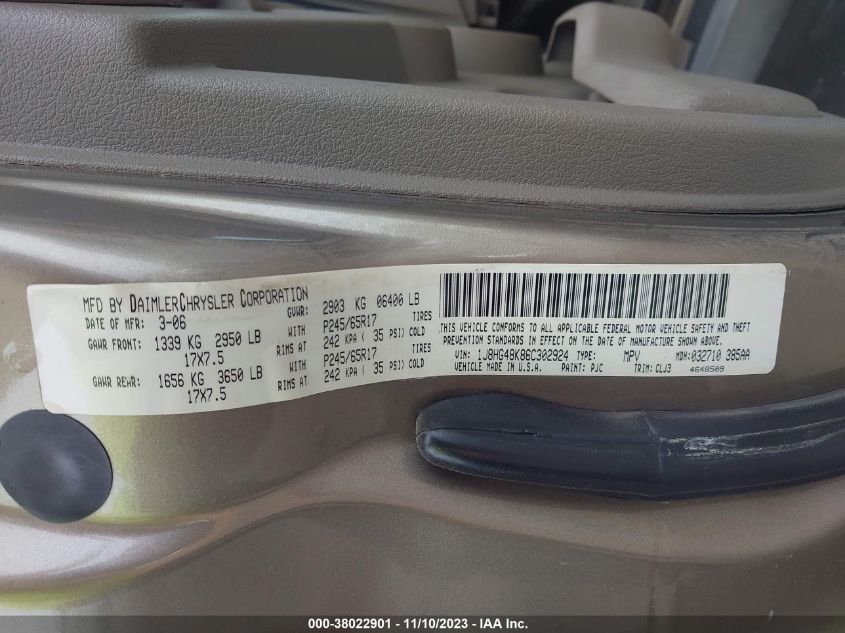 MFD BY DAIMLERCHRYSLER CORPORATION
DATE OF MFR: 3-06 GVWR: 2903 KG 06400 LB
GAWR FRONT: 1339 KG 2950 LB WITH P245/65R17 TIRES
17X7.5 RIMS AT 242 KPA ( 35 PSI) COLD
GAWR REWR: 1656 KG 3650 LB WITH P245/65R17 TIRES
17X7.5 RIMS AT 242 KPA ( 35 PSI) COLD
THIS VEHICLE CONFORMS TO ALL APPLICABLE FEDERAL MOTOR VEHICLE SAFETY AND THEFT
PREVENTION STANDARDS IN EFFECT ON THE DATE OF MANUFACTURE SHOWN ABOVE.
VIN: 1J8HG48K86C302924 TYPE: MPV MDH: 032710 385AA
VEHICLE MADE IN U.S.A. PAINT: PJC TRIM: CLJ3 4648509
000-38022901 - 11/10/2023 - IAA Inc.